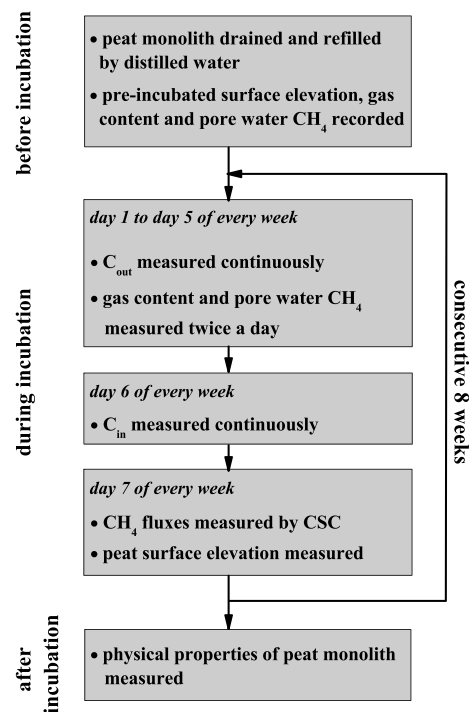 before incubation
• peat monolith drained and refilled
by distilled water
• pre-incubated surface elevation, gas
content and pore water CH4 recorded
during incubation
day 1 to day 5 of every week
• Cout measured continuously
• gas content and pore water CH4
measured twice a day
day 6 of every week
• Cin measured continuously
day 7 of every week
• CH4 fluxes measured by CSC
• peat surface elevation measured
consecutive 8 weeks
after
incubation
• physical properties of peat monolith
measured